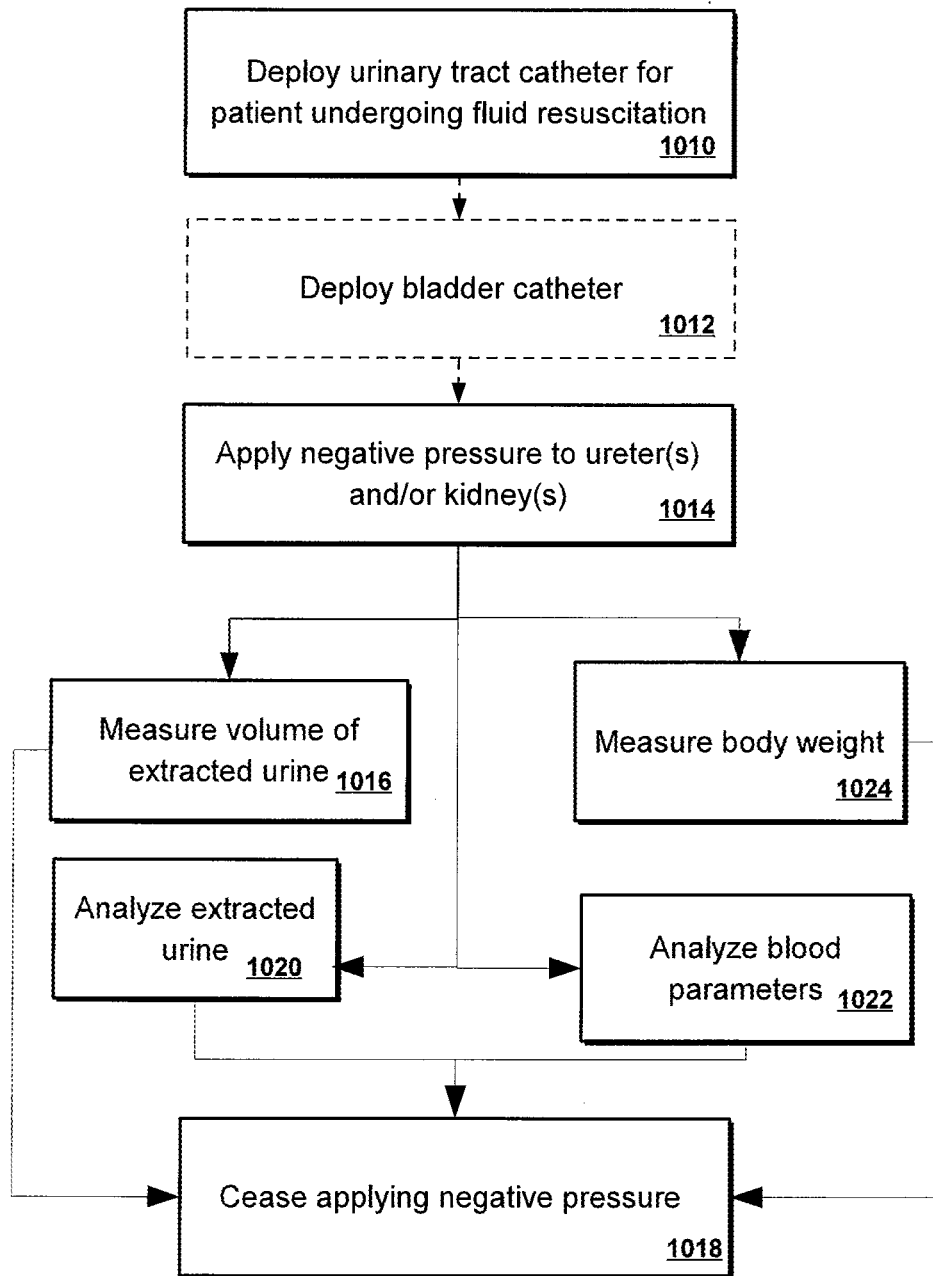 Deploy urinary tract catheter for
patient undergoing fluid resuscitation
1010
Deploy bladder catheter
1012
Apply negative pressure to ureter(s)
and/or kidney(s)
1014
Measure volume of
extracted urine
1016
Measure body weight
1024
Analyze extracted
urine
1020
Analyze blood
parameters
1022
Cease applying negative pressure
1018